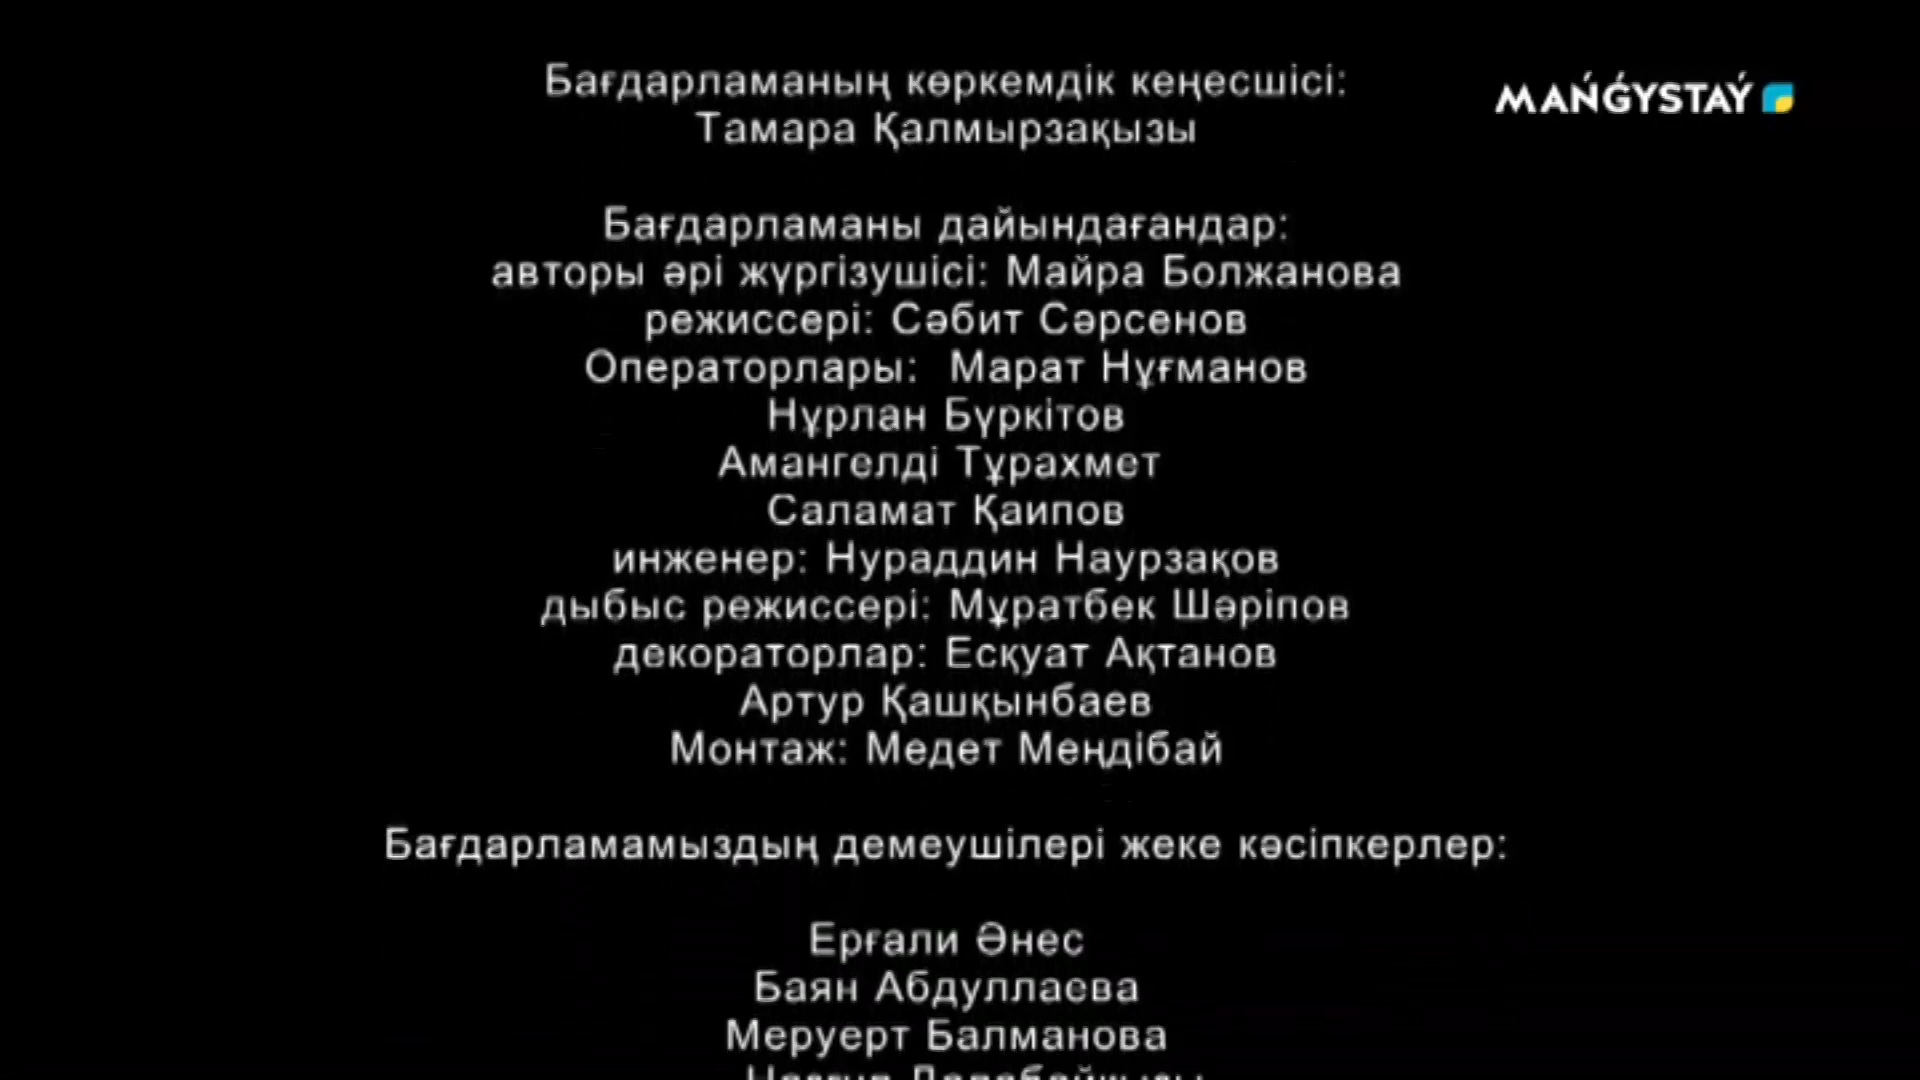 Бағдарламаның көркемдік кеңесшісі:
MAŃǴYSTAÝ
Тамара Қалмырзақызы
Бағдарламаны дайындағандар:
авторы әрі жүргізушісі: Майра Болжанова
режиссері: Сәбит Сәрсенов
Операторлары: Марат Нұғманов
Нұрлан Бүркітов
Амангелді Тұрахмет
Саламат Қаипов
инженер: Нураддин Наурзақов
дыбыс режиссері: Мұратбек Шәріпов
декораторлар: Есқуат Ақтанов
Артур Қашқынбаев
Монтаж: Медет Меңдібай
Бағдарламамыздың демеушілері жеке кәсіпкерлер:
Ерғали Әнес
Баян Абдуллаева
Меруерт Балманова